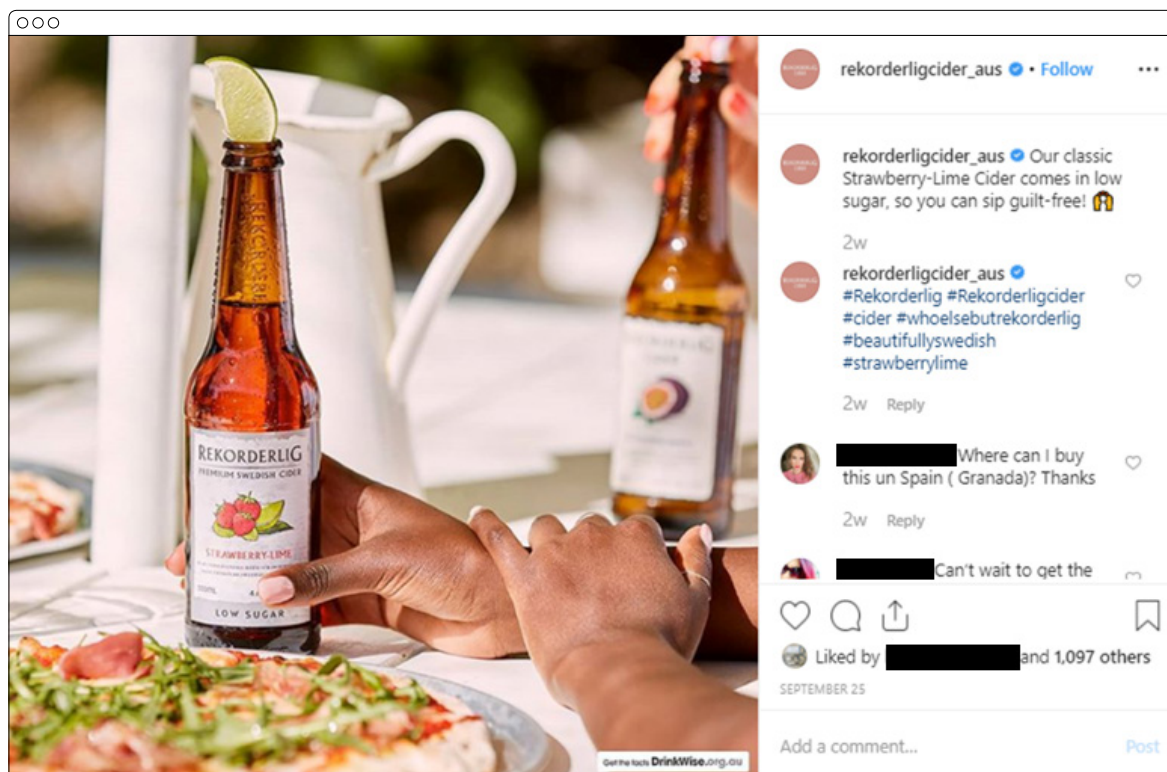 rekorderligcider_aus • Follow
rekorderligcider_aus Our classic
Strawberry-Lime Cider comes in low
sugar, so you can sip guilt-free!
2w
rekorderligcider_aus
#Rekorderlig #Rekorderligcider
#cider #whoelsebutrekorderlig
#beautifullyswedish
#strawberrylime
2w Reply
Where can I buy
this un Spain ( Granada)? Thanks
2w Reply
Can't wait to get the
Liked by and 1,097 others
SEPTEMBER 25
Add a comment... Post
REKORDERLIG
PREMIUM SWEDISH CIDER
STRAWBERRY-LIME
LOW SUGAR
REKORDERLIG
CIDER
Get the facts DrinkWise.org.au